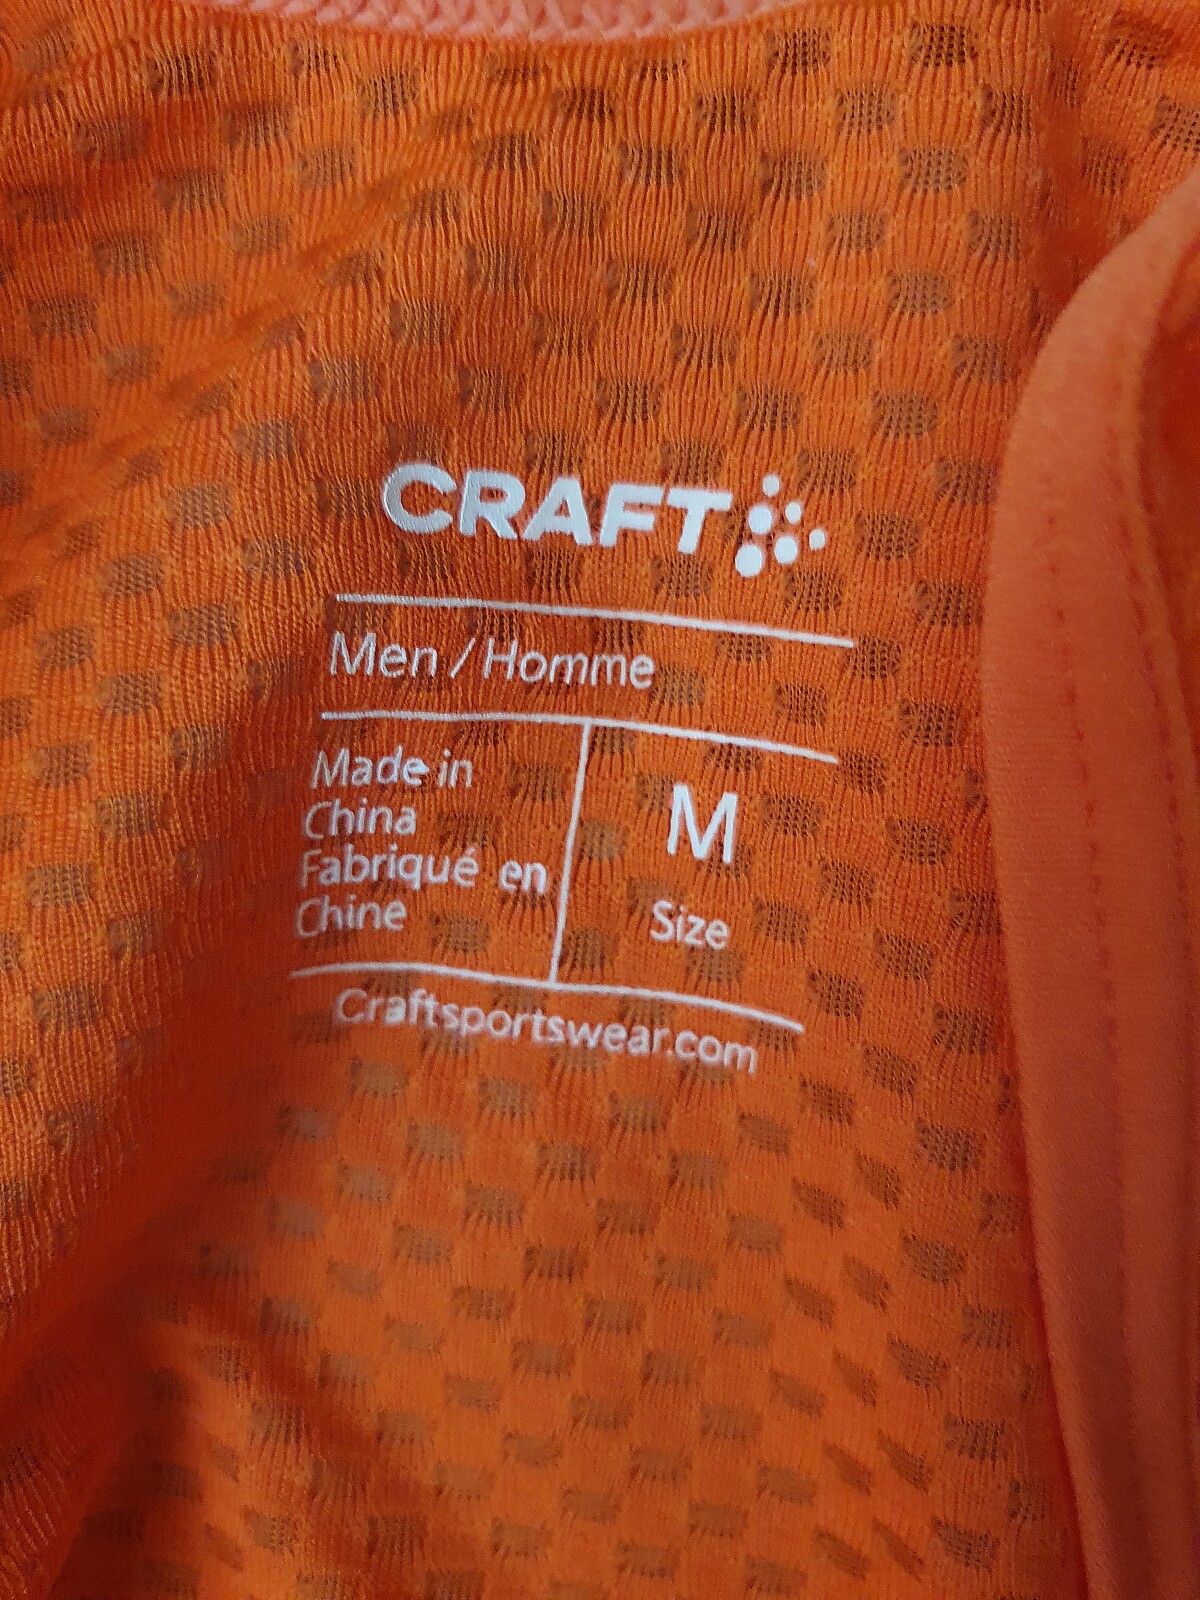 CRAFT
Men / Homme
Made in
China
Fabriqué en
Chine
M
Size
Craftsportswear.com